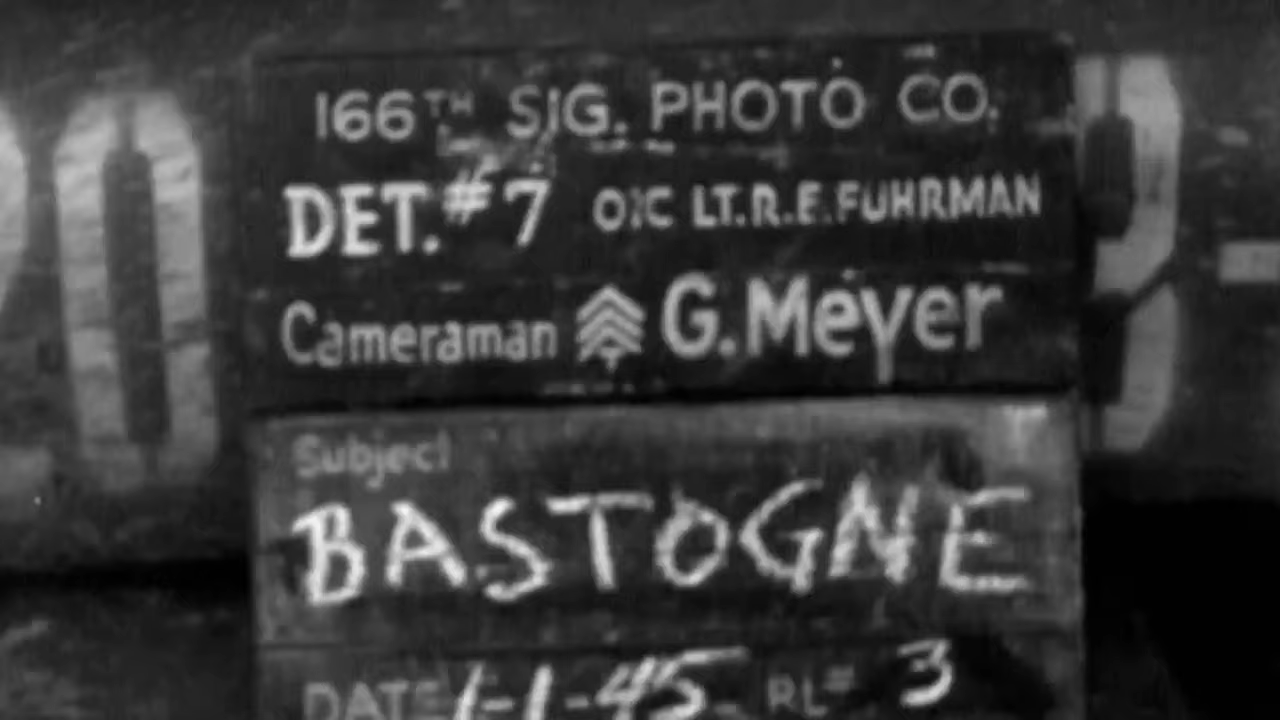 166TH SIG. PHOTO CO.
DET. #7 O.I.C LT. R.E. FUHRMAN
Cameraman G. Meyer
Subject
BASTOGNE
DATE 1-1-45 RL# 3